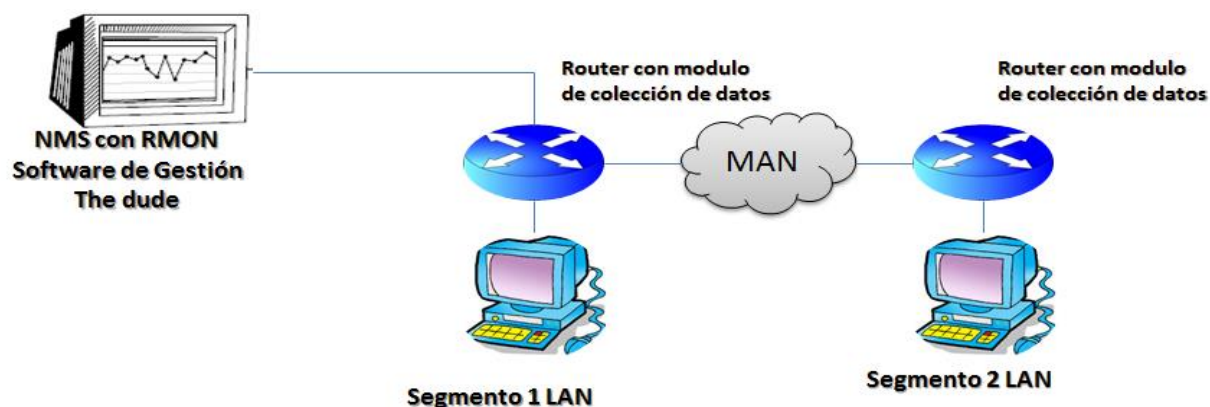 NMS con RMON
Software de Gestión
The dude
Router con modulo
de colección de datos
MAN
Router con modulo
de colección de datos
Segmento 1 LAN
Segmento 2 LAN